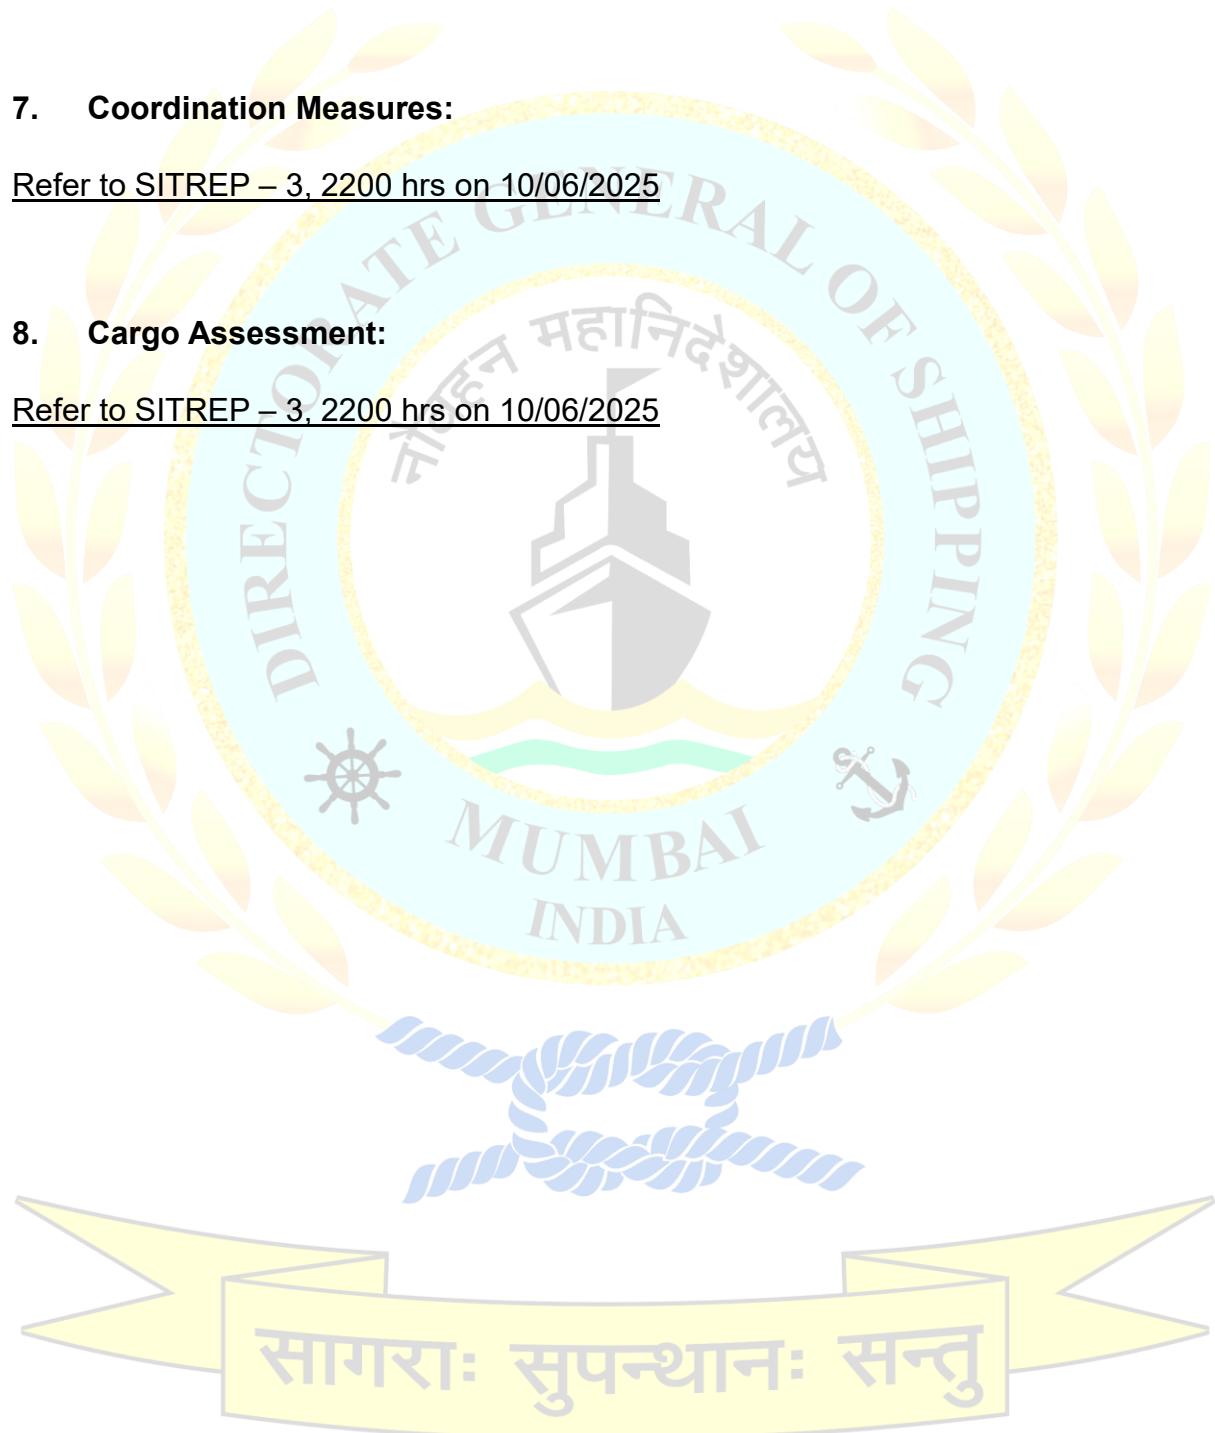 7. Coordination Measures:
Refer to SITREP – 3, 2200 hrs on 10/06/2025
8. Cargo Assessment:
Refer to SITREP – 3, 2200 hrs on 10/06/2025
DIRECTORATE GENERAL OF SHIPPING
नौवहन महानिदेशालय
MUMBAI
INDIA
सागराः सुपन्थानः सन्तु